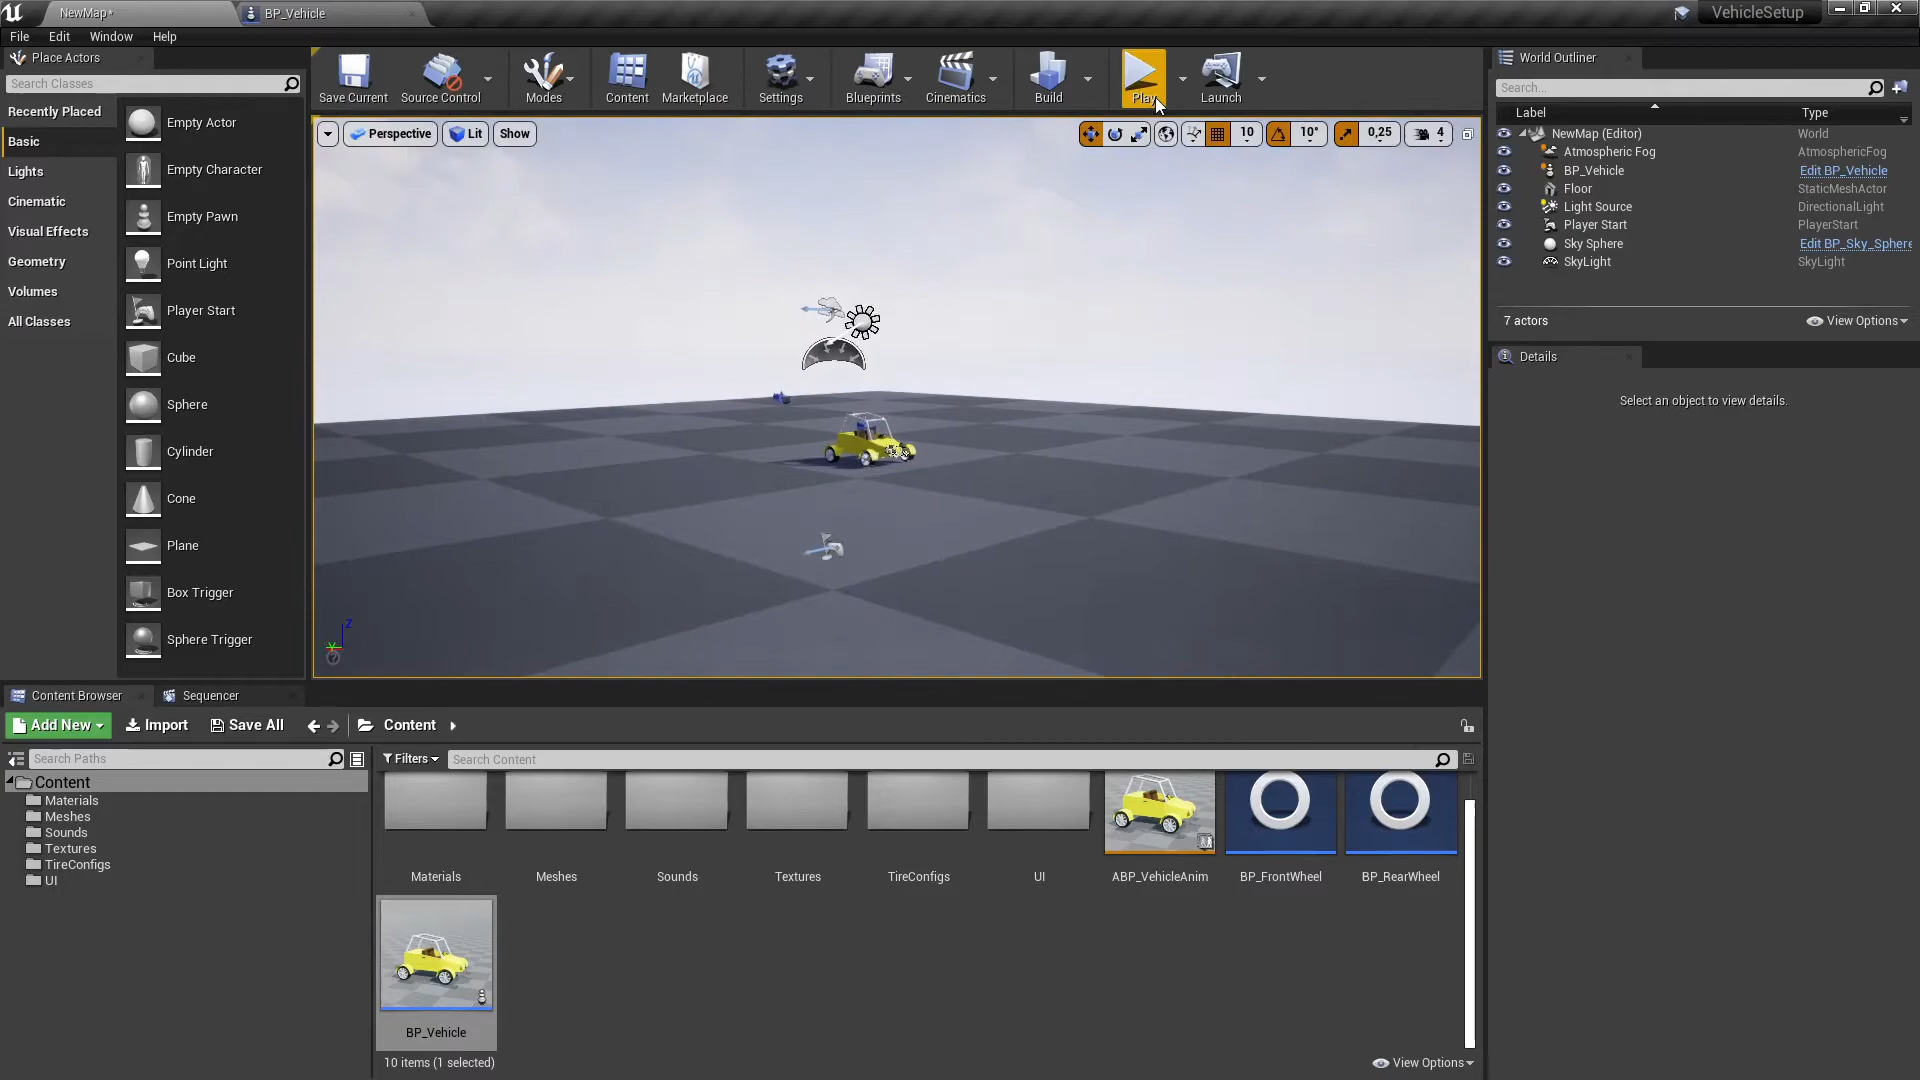 NewMap*
BP_Vehicle
VehicleSetup
File Edit Window Help
Place Actors
Search Classes
Recently Placed
Basic
Lights
Cinematic
Visual Effects
Geometry
Volumes
All Classes
Empty Actor
Empty Character
Empty Pawn
Point Light
Player Start
Cube
Sphere
Cylinder
Cone
Plane
Box Trigger
Sphere Trigger
Save Current
Source Control
Modes
Content
Marketplace
Settings
Blueprints
Cinematics
Build
Play
Launch
Perspective
Lit
Show
10
10°
0,25
4
Z
World Outliner
Search...
Label Type
NewMap (Editor) World
Atmospheric Fog AtmosphericFog
BP_Vehicle Edit BP_Vehicle
Floor StaticMeshActor
Light Source DirectionalLight
Player Start PlayerStart
Sky Sphere Edit BP_Sky_Sphere
SkyLight SkyLight
7 actors
View Options
Details
Select an object to view details.
Content Browser
Sequencer
Add New
Import
Save All
Content
Search Paths
Content
Materials
Meshes
Sounds
Textures
TireConfigs
UI
Filters
Search Content
Materials
Meshes
Sounds
Textures
TireConfigs
UI
ABP_VehicleAnim
BP_FrontWheel
BP_RearWheel
BP_Vehicle
10 items (1 selected)
View Options